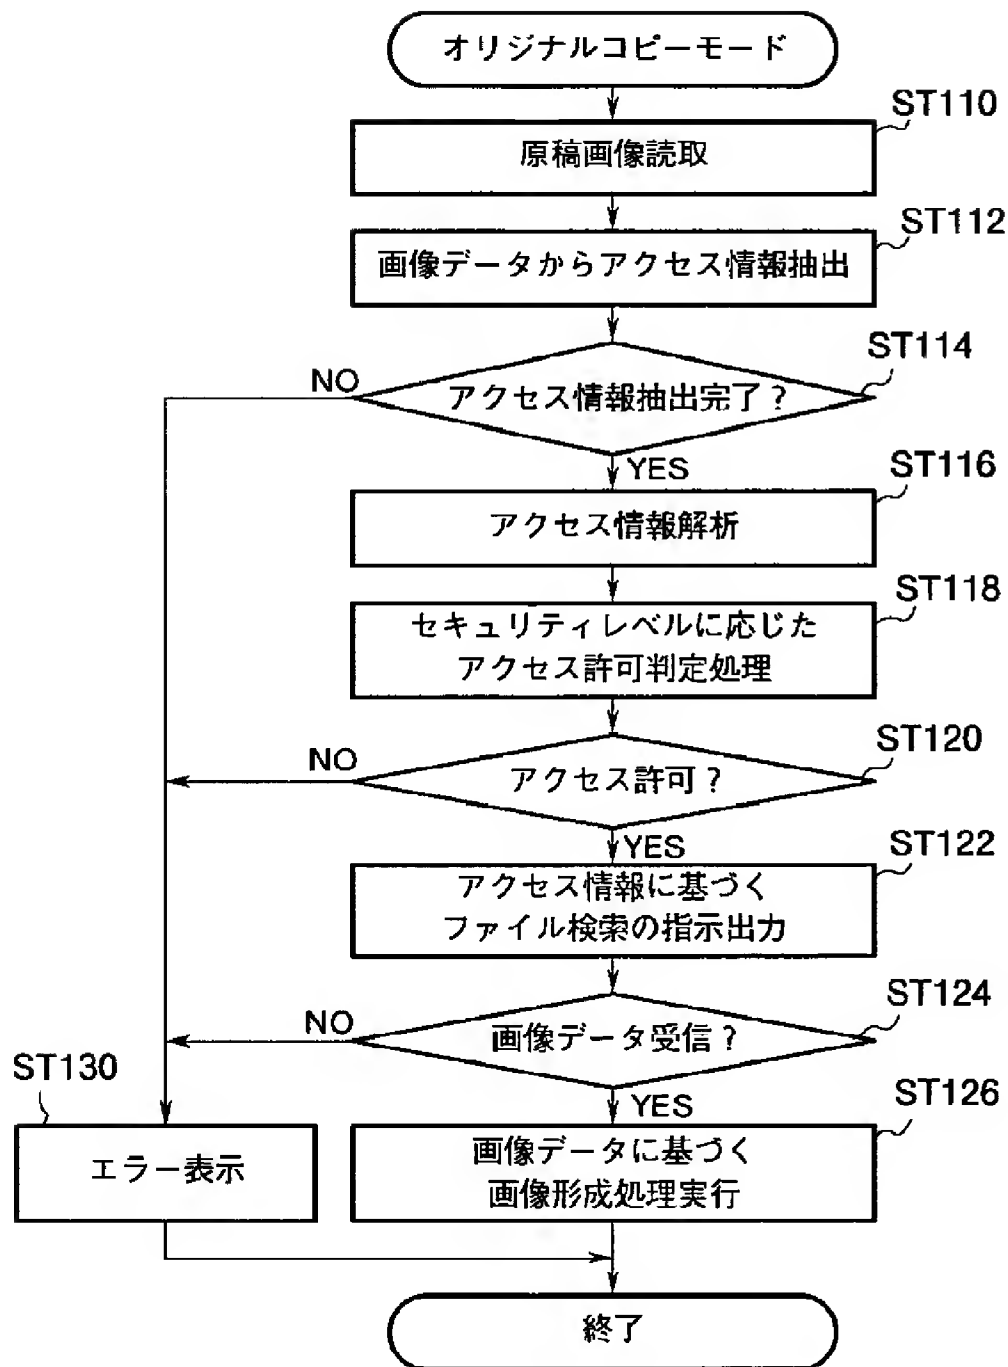 オリジナルコピーモード
ST110
原稿画像読取
ST112
画像データからアクセス情報抽出
ST114
NO
アクセス情報抽出完了?
YES
ST116
アクセス情報解析
ST118
セキュリティレベルに応じた
アクセス許可判定処理
ST120
NO
アクセス許可?
YES
ST122
アクセス情報に基づく
ファイル検索の指示出力
ST124
NO
画像データ受信?
YES
ST130
ST126
エラー表示
画像データに基づく
画像形成処理実行
終了